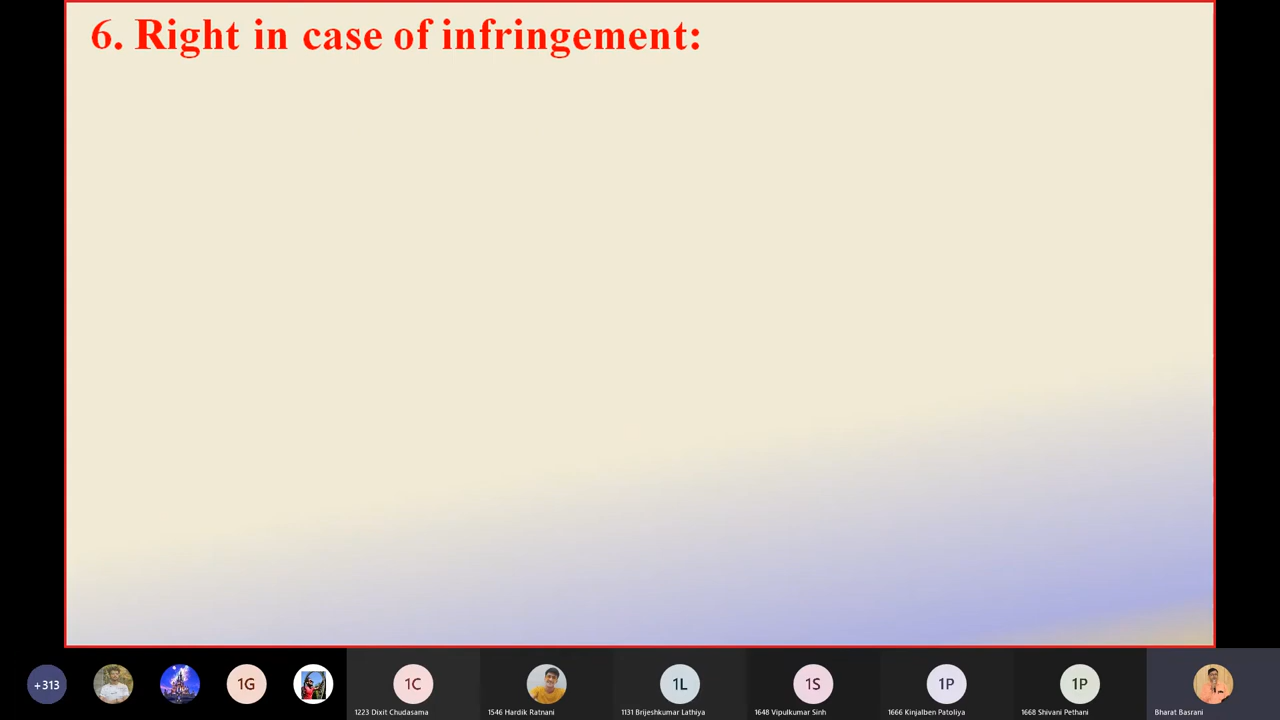 6. Right in case of infringement:
+313
1G
1C
1L
1S
1P
1P
1223 Dixit Chudasama
1546 Hardik Ratnani
1131 Brijeshkumar Lathiya
1648 Vipulkumar Sinh
1666 Kinjalben Patoliya
1668 Shivani Pethani
Bharat Basrani